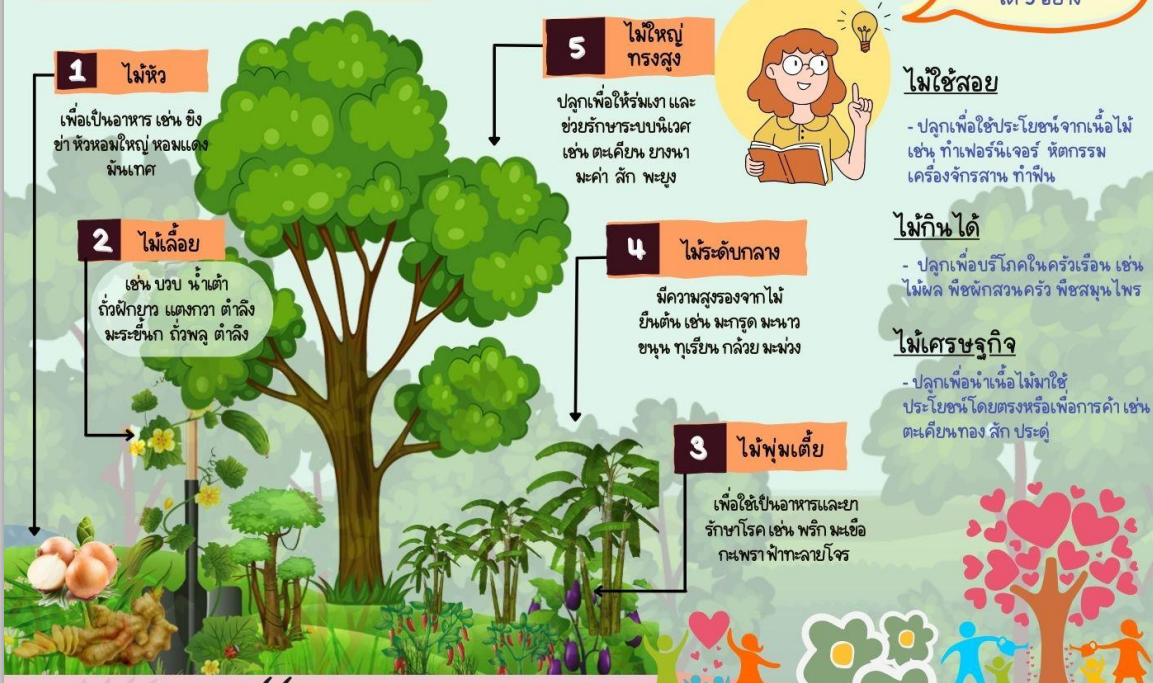 1 ไม้หัว
เพื่อเป็นอาหาร เช่น ขิง
ข่า หัวหอมใหญ่ หอมแดง
มันเทศ
2 ไม้เลื้อย
เช่น บวบ น้ำเต้า
ถั่วฝักยาว แตงกวา ตำลึง
มะระขี้นก ถั่วพลู ตำลึง
5 ไม้ใหญ่
ทรงสูง
ปลูกเพื่อให้ร่มเงา และ
ช่วยรักษาระบบนิเวศ
เช่น ตะเคียน ยางนา
มะค่า สัก พะยูง
4 ไม้ระดับกลาง
มีความสูงรองจากไม้
ยืนต้น เช่น มะกรูด มะนาว
ขนุน ทุเรียน กล้วย มะม่วง
3 ไม้พุ่มเตี้ย
เพื่อใช้เป็นอาหารและยา
รักษาโรค เช่น พริก มะเขือ
กะเพรา ฟ้าทะลายโจร
ไม้ใช้สอย
- ปลูกเพื่อใช้ประโยชน์จากเนื้อไม้
เช่น ทำเฟอร์นิเจอร์ หัตกรรม
เครื่องจักรสาน ทำฟืน
ไม้กินได้
- ปลูกเพื่อบริโภคในครัวเรือน เช่น
ไม้ผล พืชผักสวนครัว พืชสมุนไพร
ไม้เศรษฐกิจ
- ปลูกเพื่อนำเนื้อไม้มาใช้
ประโยชน์โดยตรงหรือเพื่อการค้า เช่น
ตะเคียนทอง สัก ประดู่